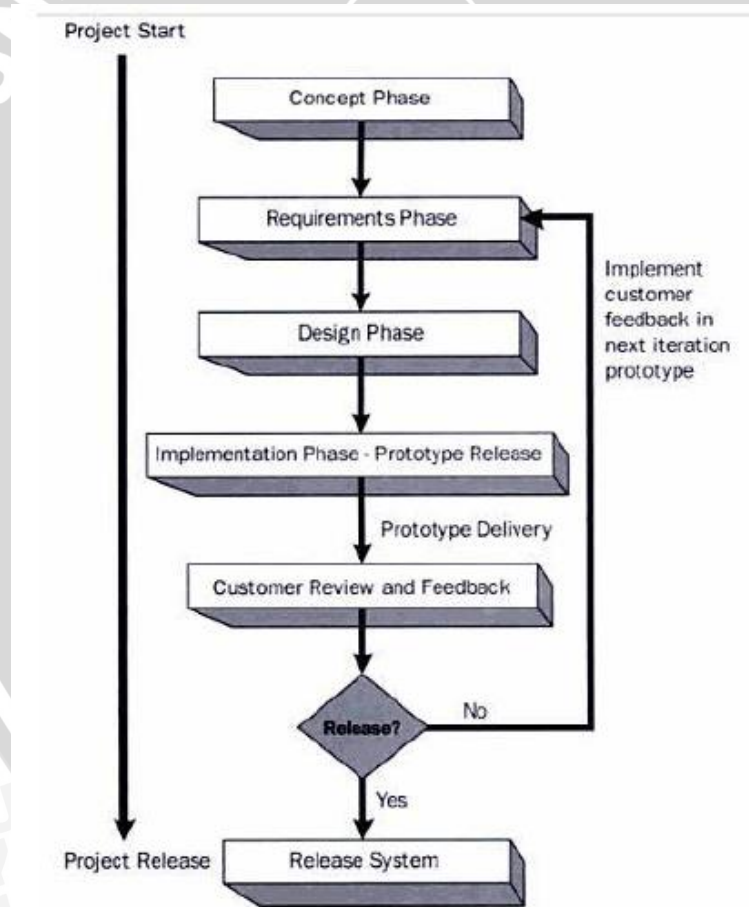 Project Start
Concept Phase
Requirements Phase
Implement
customer
feedback in
next iteration
prototype
Design Phase
Implementation Phase - Prototype Release
Prototype Delivery
Customer Review and Feedback
Release?
No
Yes
Project Release
Release System